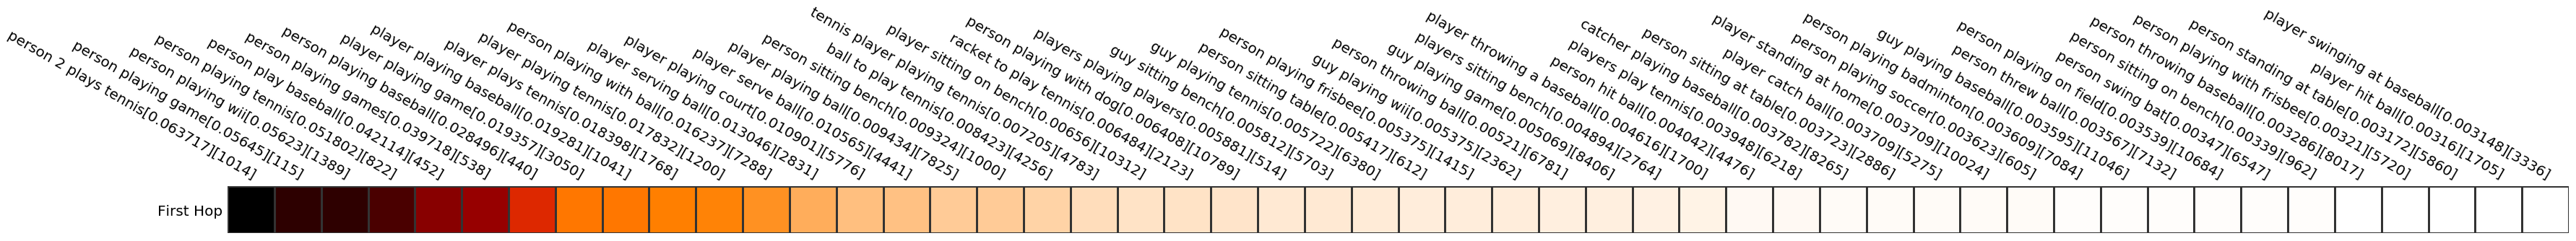 person 2 plays tennis[0.063717][1014]
person playing game[0.05645][115]
person playing wii[0.05623][1389]
person playing tennis[0.051802][822]
person play baseball[0.042114][452]
person playing games[0.039718][538]
person playing baseball[0.028496][440]
player playing game[0.019357][3050]
player playing baseball[0.019281][1041]
player plays tennis[0.018398][1768]
player playing tennis[0.017832][1200]
person playing with ball[0.016237][7288]
player serving ball[0.013046][2831]
player playing court[0.010901][5776]
player serve ball[0.010565][4441]
player playing ball[0.009434][7825]
person sitting bench[0.009324][1000]
ball to play tennis[0.008423][4256]
tennis player playing tennis[0.007205][4783]
player sitting on bench[0.00656][10312]
racket to play tennis[0.006484][2123]
person playing with dog[0.006408][10789]
players playing players[0.005881][514]
guy sitting bench[0.005812][5703]
guy playing tennis[0.005722][6380]
person sitting table[0.005417][612]
person playing frisbee[0.005375][1415]
guy playing wii[0.005375][2362]
person throwing ball[0.005521][6781]
guy playing game[0.005069][8406]
players sitting bench[0.004894][2764]
player throwing a baseball[0.00461][1700]
person hit ball[0.004042][4476]
players play tennis[0.003948][6218]
catcher playing baseball[0.003782][8265]
person sitting at table[0.003723][2886]
player catch ball[0.003709][5275]
player standing at home[0.003709][1024]
person playing soccer[0.003623][605]
person playing badminton[0.003609][7084]
guy playing baseball[0.003595][11046]
person threw ball[0.003567][7132]
person playing on field[0.003539][10684]
person swing bat[0.00347][6547]
person sitting on bench[0.00339][962]
person throwing baseball[0.003286][8017]
person playing with frisbee[0.00321][5720]
person standing at table[0.003172][5860]
player hit ball[0.00316][1705]
player swinging at baseball[0.003148][3336]
First Hop